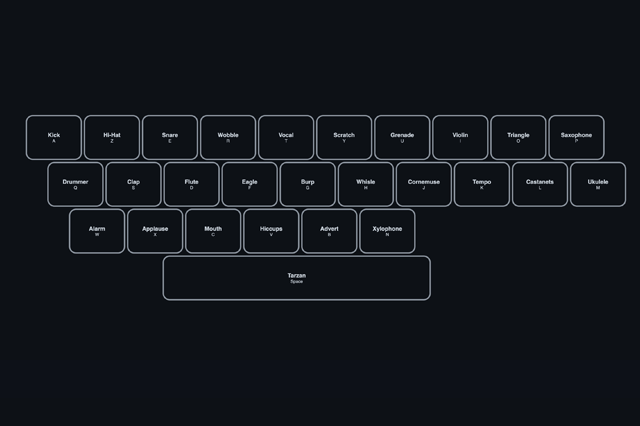 Kick
A
Hi-Hat
Z
Snare
E
Wobble
R
Vocal
T
Scratch
Y
Grenade
U
Violin
I
Triangle
O
Saxophone
P
Drummer
Q
Clap
S
Flute
D
Eagle
F
Burp
G
Whisle
H
Cornemuse
J
Tempo
K
Castanets
L
Ukulele
M
Alarm
W
Applause
X
Mouth
C
Hiccups
V
Advert
B
Xylephone
N
Tarzan
Space